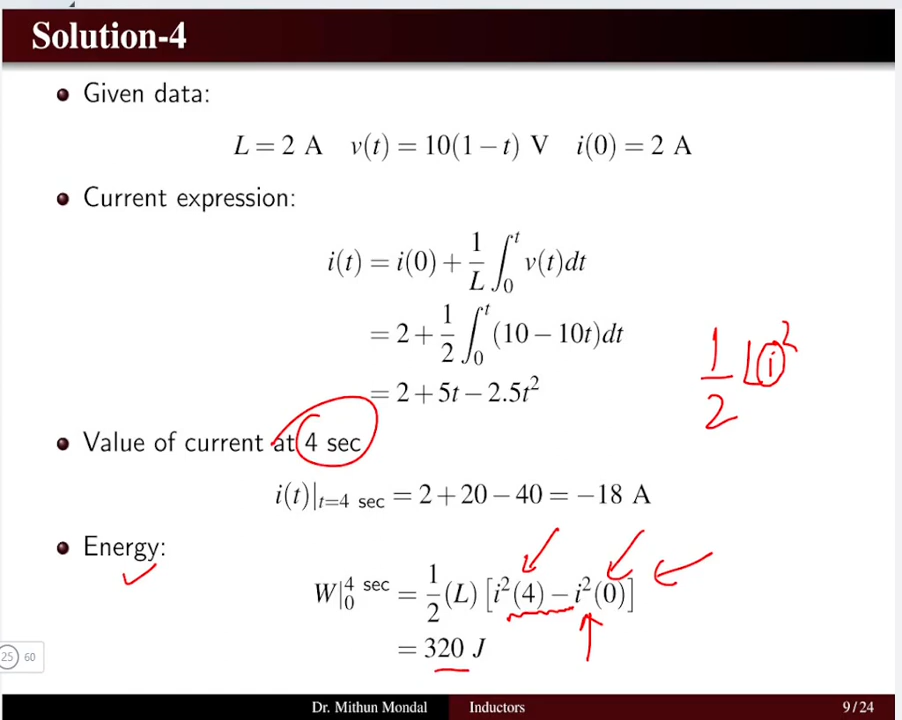 Solution-4
Given data:
L = 2 A v(t) = 10(1 − t) V i(0) = 2 A
Current expression:
i(t) = i(0) + 1/L ∫₀ᵗ v(t)dt
= 2 + 1/2 ∫₀ᵗ (10 − 10t)dt
= 2 + 5t − 2.5t²
1/2 Li²
Value of current at 4 sec
i(t)|t=4 sec = 2 + 20 − 40 = −18 A
Energy:
W|₀⁴ ˢᵉᶜ = 1/2 (L) [i²(4) − i²(0)]
= 320 J
25 60
Dr. Mithun Mondal Inductors 9 / 24